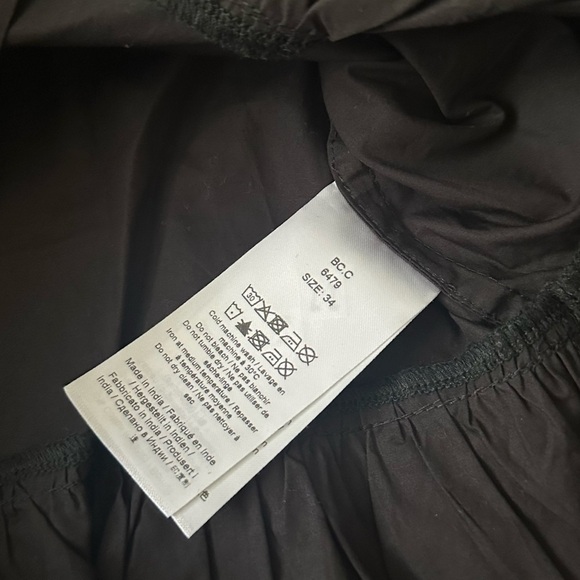 BC.C
6479
SIZE: 34
30
Cold machine wash / Lavage en
machine à 30°C
Do not bleach / Ne pas blanchir
Do not tumble dry / Ne pas utiliser de
sèche-linge
Iron at medium temperature / Repasser
à température moyenne
Do not dry clean / Ne pas nettoyer à
sec
Made in India / Fabriqué en Inde
/ Hergestellt in Indien /
Fabbricato in India / Produsert i
India / Сделано в Индии /